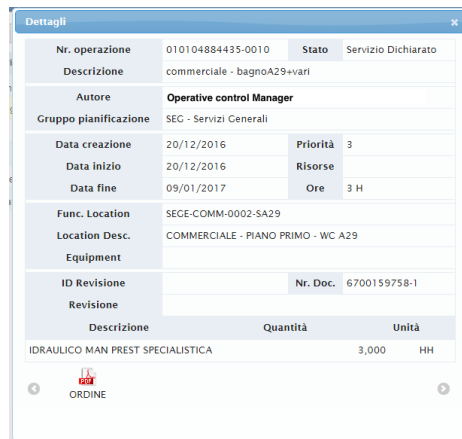 Dettagli
Nr. operazione 010104884435-0010 Stato Servizio Dichiarato
Descrizione commerciale - bagnoA29+vari
Autore Operative control Manager
Gruppo pianificazione SEG - Servizi Generali
Data creazione 20/12/2016 Priorità 3
Data inizio 20/12/2016 Risorse
Data fine 09/01/2017 Ore 3 H
Func. Location SEGE-COMM-0002-SA29
Location Desc. COMMERCIALE - PIANO PRIMO - WC A29
Equipment
ID Revisione Nr. Doc. 6700159758-1
Revisione
Descrizione Quantità Unità
IDRAULICO MAN PREST SPECIALISTICA 3,000 HH
PDF
ORDINE